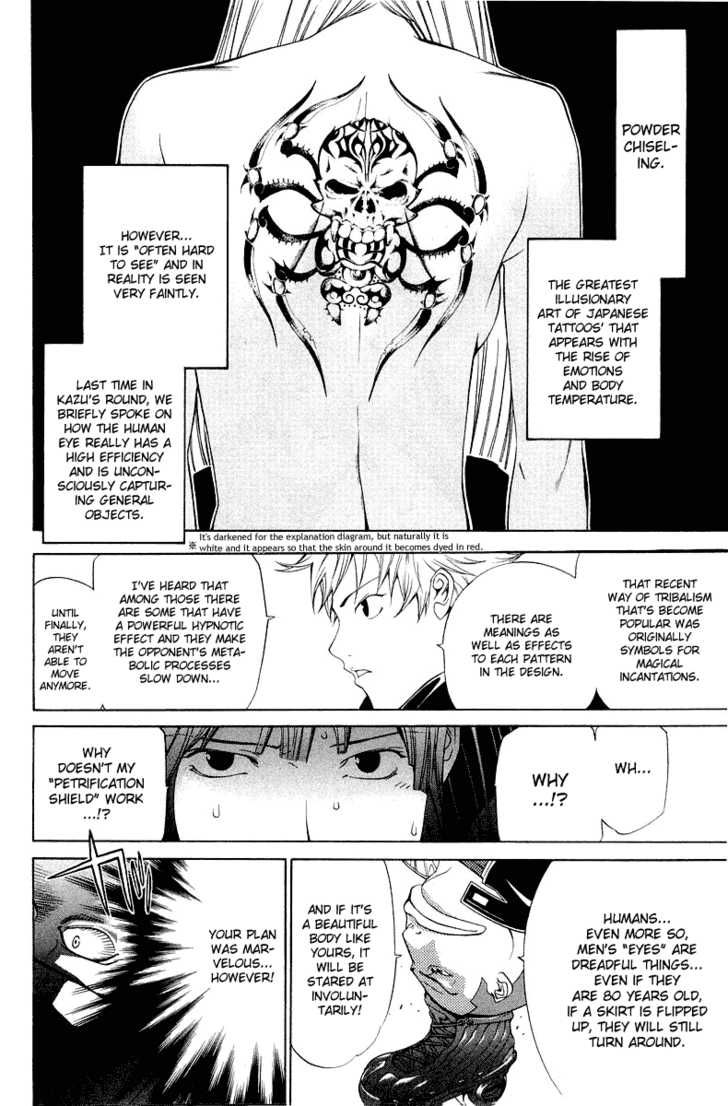 POWDER
CHISEL-
ING.
THE GREATEST
ILLUSIONARY
ART OF JAPANESE
TATTOOS' THAT
APPEARS WITH
THE RISE OF
EMOTIONS
AND BODY
TEMPERATURE.
HOWEVER...
IT IS "OFTEN HARD
TO SEE" AND IN
REALITY IS SEEN
VERY FAINTLY.
LAST TIME IN
KAZU'S ROUND, WE
BRIEFLY SPOKE ON
HOW THE HUMAN
EYE REALLY HAS A
HIGH EFFICIENCY
AND IS UNCON-
SCIOUSLY CAPTUR-
ING GENERAL
OBJECTS.
※ It's darkened for the explanation diagram, but naturally it is
white and it appears so that the skin around it becomes dyed in red.
THAT RECENT
WAY OF TRIBALISM
THAT'S BECOME
POPULAR WAS
ORIGINALLY
SYMBOLS FOR
MAGICAL
INCANTATIONS.
THERE ARE
MEANINGS AS
WELL AS EFFECTS
TO EACH PATTERN
IN THE DESIGN.
I'VE HEARD THAT
AMONG THOSE THERE
ARE SOME THAT HAVE
A POWERFUL HYPNOTIC
EFFECT AND THEY MAKE
THE OPPONENT'S META-
BOLIC PROCESSES
SLOW DOWN...
UNTIL
FINALLY,
THEY
AREN'T
ABLE TO
MOVE
ANYMORE.
WH...
WHY
...!?
WHY
DOESN'T MY
"PETRIFICATION
SHIELD" WORK
...!?
HUMANS...
EVEN MORE SO,
MEN'S "EYES" ARE
DREADFUL THINGS...
EVEN IF THEY
ARE 80 YEARS OLD,
IF A SKIRT IS FLIPPED
UP, THEY WILL STILL
TURN AROUND.
AND IF IT'S
A BEAUTIFUL
BODY LIKE
YOURS, IT
WILL BE
STARED AT
INVOLUN-
TARILY!
YOUR PLAN
WAS MAR-
VELOUS...
HOWEVER!